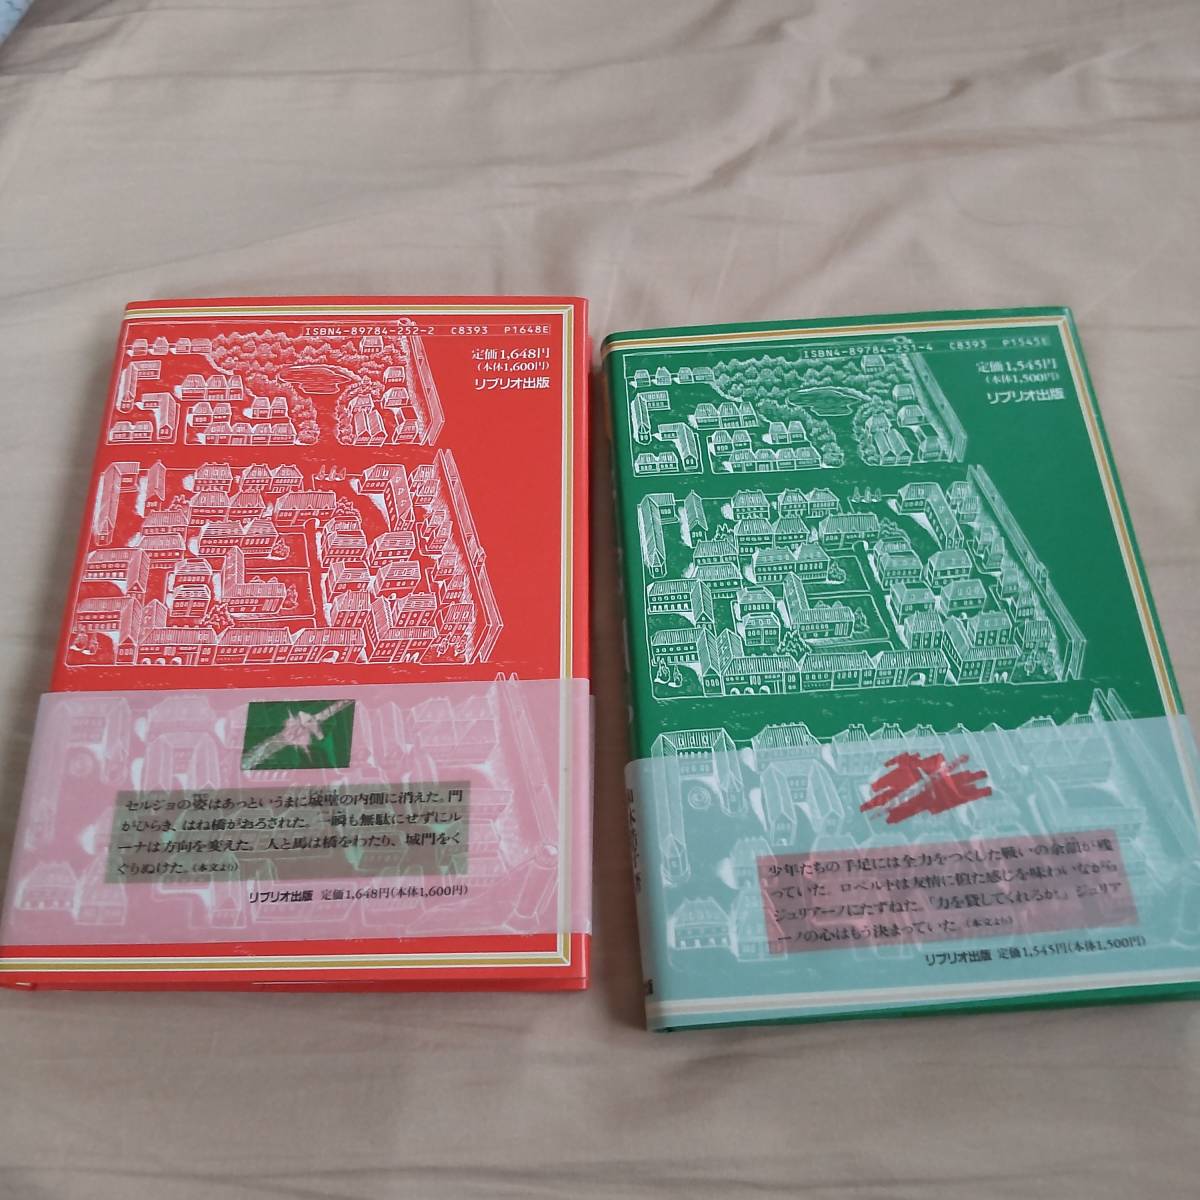 ISBN4-89784-252-2 C8393 P1648E
定価1,648円
(本体1,600円)
リブリオ出版
セルジョの姿はあっというまに城壁の内側に消えた。門
がひらき、はね橋がおろされた。一瞬も無駄にせずにル
ーナは方向を変えた。人と馬は橋をわたり、城門をく
ぐりぬけた。(本文より)
リブリオ出版 定価1,648円(本体1,600円)
ISBN4-89784-251-4 C8393 P1545E
定価1,545円
(本体1,500円)
リブリオ出版
少年たちの手足には全力をつくした戦いの余韻が残
っていた。ロベルトは友情に似た感じを味わいながら
ジュリアーノにたずねた。「力を貸してくれるか」ジュリア
ーノの心はもう決まっていた。(本文より)
リブリオ出版 定価1,545円(本体1,500円)